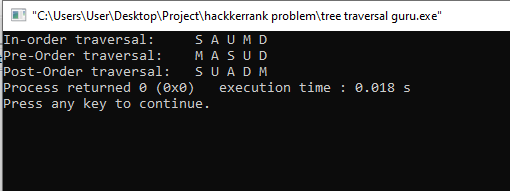 "C:\Users\User\Desktop\Project\hackkerrank problem\tree traversal guru.exe"
In-order traversal:    S A U M D
Pre-Order traversal:    M A S U D
Post-Order traversal:    S U A D M
Process returned 0 (0x0)   execution time : 0.018 s
Press any key to continue.